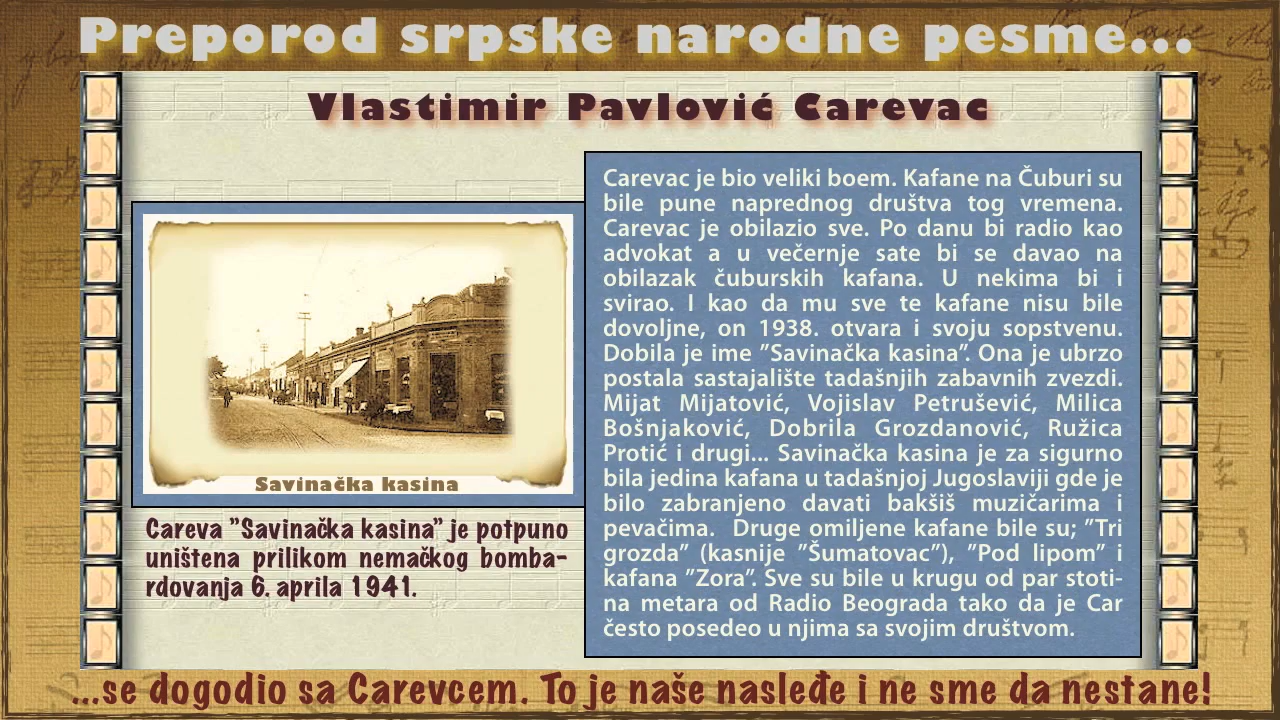 Preporod srpske narodne pesme...
Vlastimir Pavlović Carevac
Carevac je bio veliki boem. Kafane na Čuburi su
bile pune naprednog društva tog vremena.
Carevac je obilazio sve. Po danu bi radio kao
advokat a u večernje sate bi se davao na
obilazak čuburskih kafana. U nekima bi i
svirao. I kao da mu sve te kafane nisu bile
dovoljne, on 1938. otvara i svoju sopstvenu.
Dobila je ime ”Savinačka kasina”. Ona je ubrzo
postala sastajalište tadašnjih zabavnih zvezdi.
Mijat Mijatović, Vojislav Petrušević, Milica
Bošnjaković, Dobrila Grozdanović, Ružica
Protić i drugi... Savinačka kasina je za sigurno
bila jedina kafana u tadašnjoj Jugoslaviji gde je
bilo zabranjeno davati bakšiš muzičarima i
pevačima. Druge omiljene kafane bile su; ”Tri
grozda” (kasnije ”Šumatovac”), ”Pod lipom” i
kafana ”Zora”. Sve su bile u krugu od par stoti-
na metara od Radio Beograda tako da je Car
često posedeo u njima sa svojim društvom.
Savinačka kasina
Careva ”Savinačka kasina” je potpuno
uništena prilikom nemačkog bomba-
rdovanja 6. aprila 1941.
...se dogodio sa Carevcem. To je naše nasleđe i ne sme da nestane!